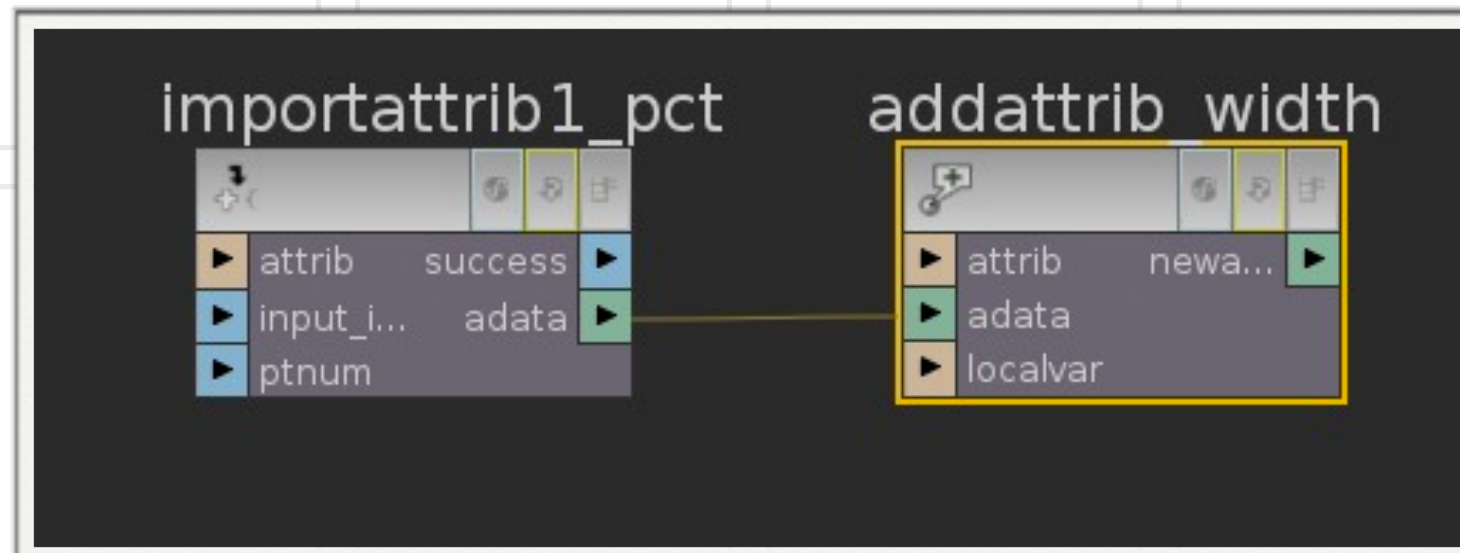 importattrib1_pct
addattrib_width
attrib success
input_i... adata
ptnum
attrib newa...
adata
localvar